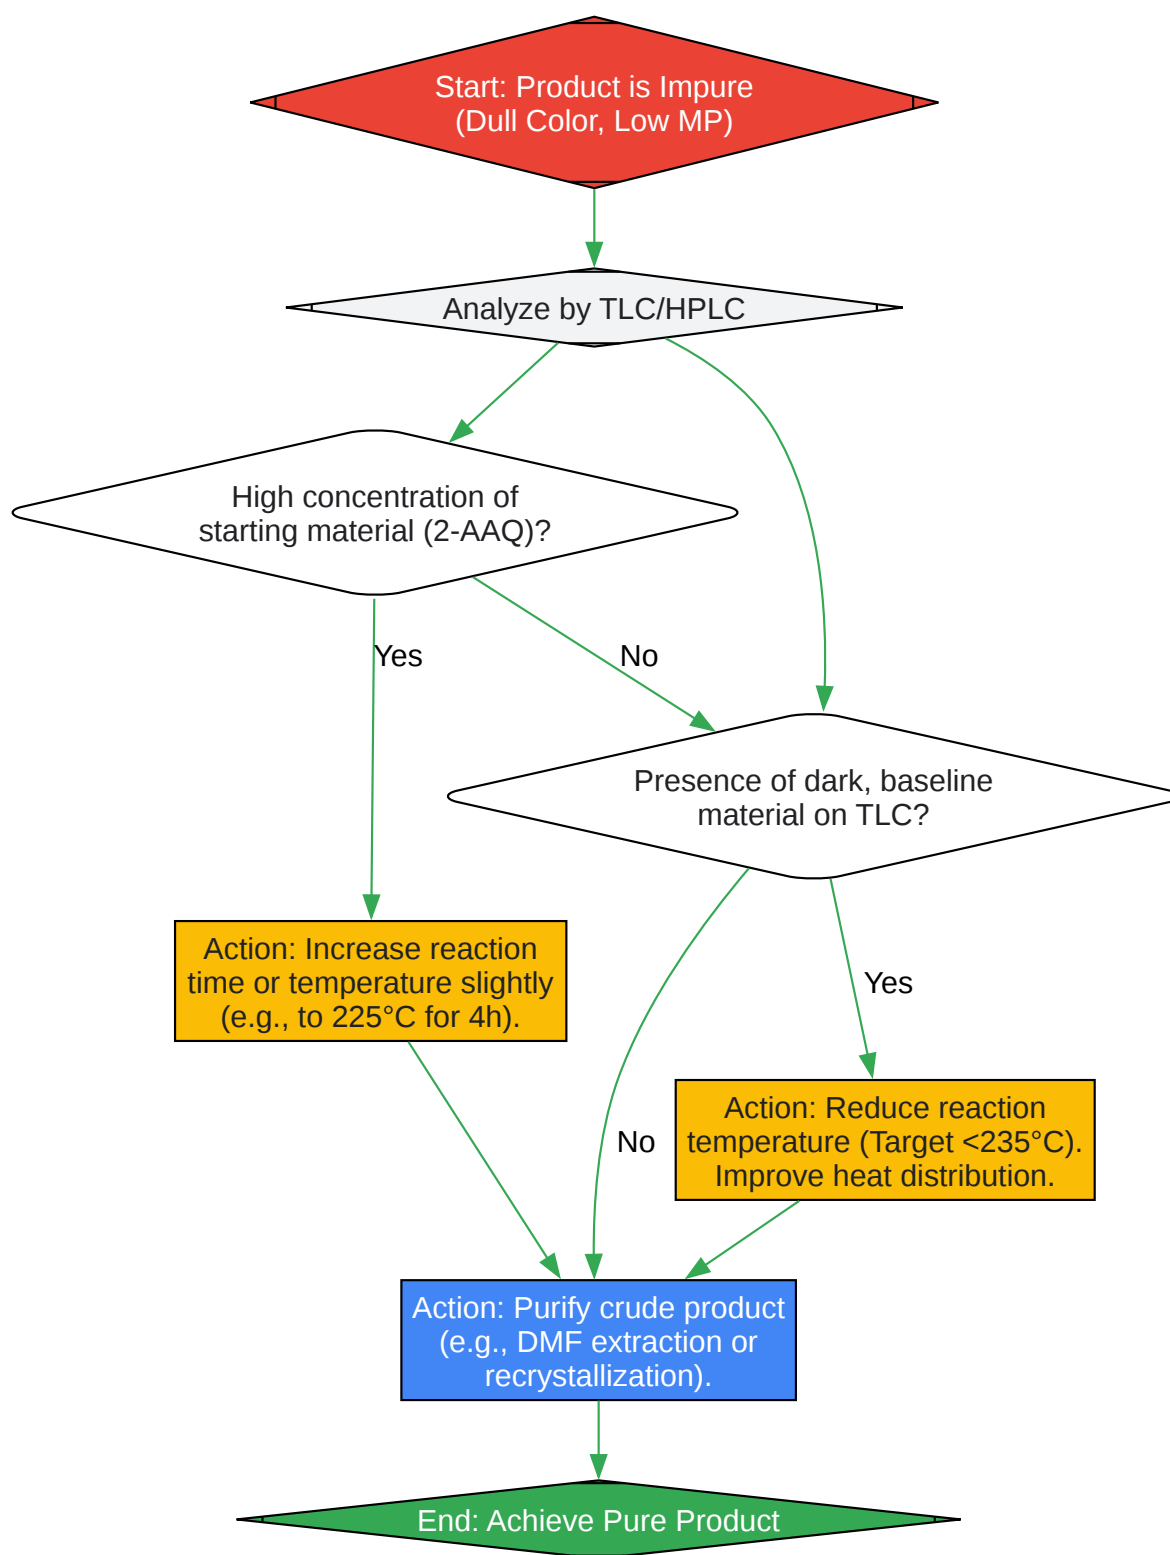 Start: Product is Impure
(Dull Color, Low MP)
Analyze by TLC/HPLC
High concentration of
starting material (2-AAQ)?
Yes
No
Presence of dark, baseline
material on TLC?
Action: Increase reaction
time or temperature slightly
(e.g., to 225°C for 4h).
Yes
Action: Reduce reaction
temperature (Target <235°C).
Improve heat distribution.
No
Action: Purify crude product
(e.g., DMF extraction or
recrystallization).
End: Achieve Pure Product